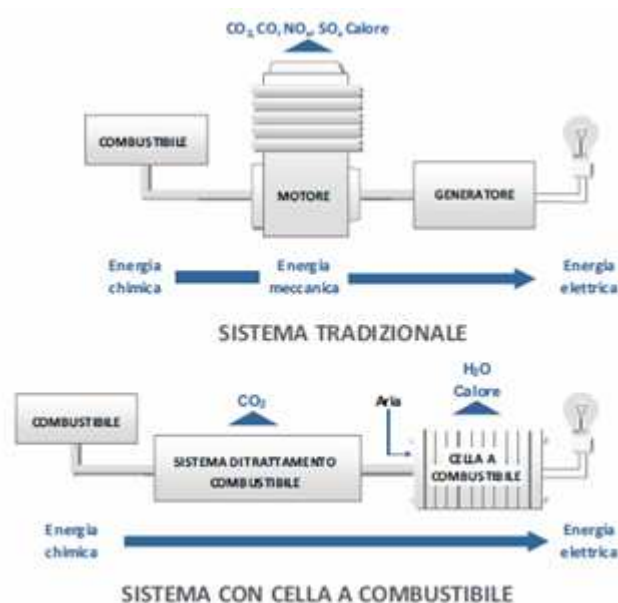 CO₂, CO, NOₓ, SOₓ Calore
COMBUSTIBILE
MOTORE
GENERATORE
Energia
chimica
Energia
meccanica
Energia
elettrica
SISTEMA TRADIZIONALE
H₂O
Calore
CO₂
Aria
COMBUSTIBILE
SISTEMA DI TRATTAMENTO
COMBUSTIBILE
CELLA A
COMBUSTIBILE
Energia
chimica
Energia
elettrica
SISTEMA CON CELLA A COMBUSTIBILE